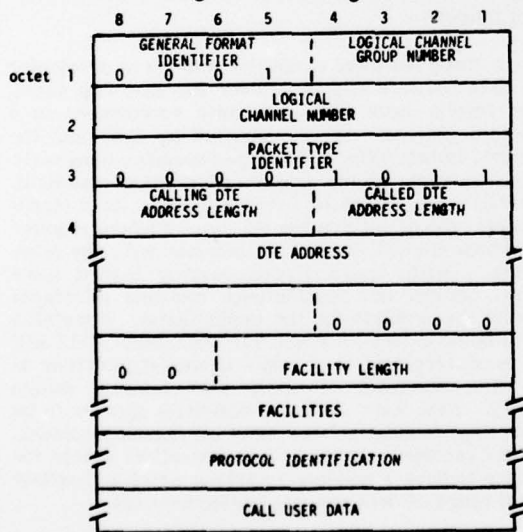 8 7 6 5 4 3 2 1
GENERAL FORMAT IDENTIFIER
LOGICAL CHANNEL GROUP NUMBER
octet 1 0 0 0 1
LOGICAL
CHANNEL NUMBER
2
PACKET TYPE
IDENTIFIER
3 0 0 0 0 1 0 1 1
CALLING DTE ADDRESS LENGTH
CALLED DTE ADDRESS LENGTH
4
DTE ADDRESS
0 0 0 0
0 0 FACILITY LENGTH
FACILITIES
PROTOCOL IDENTIFICATION
CALL USER DATA